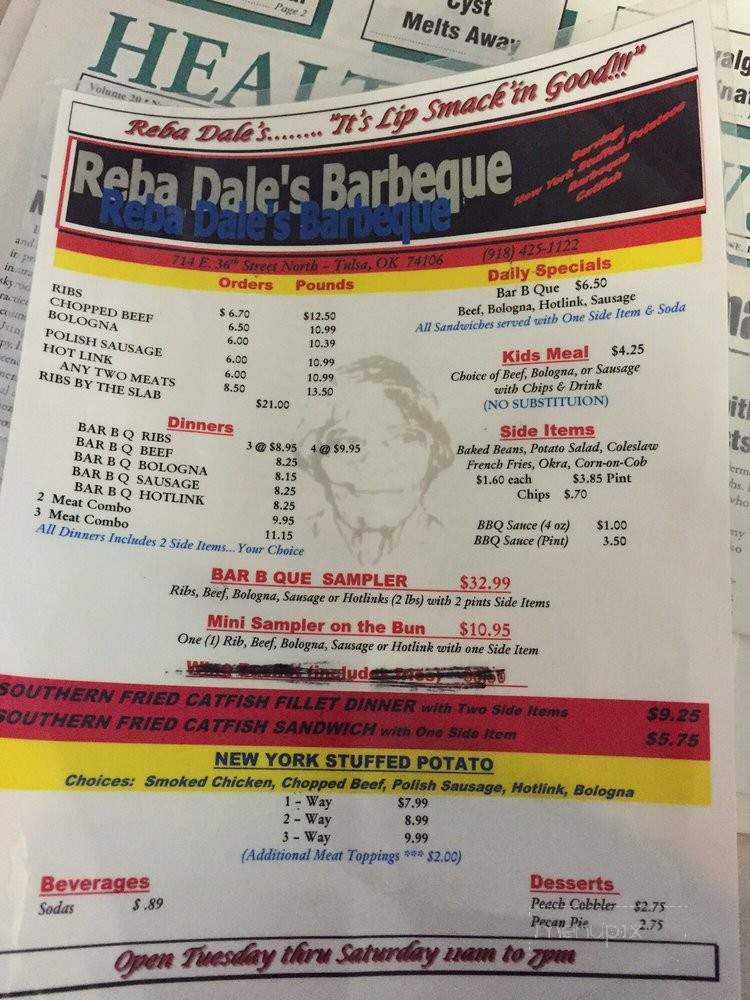 Page 2
Cyst
Melts Away
HEALT
Volume 20
Reba Dale's........ "It's Lip Smack'in Good!!!"
Reba Dale's Barbeque
Reba Dale's Barbeque
Serving:
New York Stuffed Potatoes
Barbeque
Catfish
714 E. 36th Street North – Tulsa, OK 74106 (918) 425-1122
Orders Pounds
RIBS $ 6.70 $12.50
CHOPPED BEEF 6.50 10.99
BOLOGNA 6.00 10.39
POLISH SAUSAGE 6.00 10.99
HOT LINK 6.00 10.99
ANY TWO MEATS 8.50 13.50
RIBS BY THE SLAB $21.00
Daily Specials
Bar B Que $6.50
Beef, Bologna, Hotlink, Sausage
All Sandwiches served with One Side Item & Soda
Kids Meal $4.25
Choice of Beef, Bologna, or Sausage
with Chips & Drink
(NO SUBSTITUION)
Dinners
BAR B Q RIBS 3 @ $8.95 4 @ $9.95
BAR B Q BEEF 8.25
BAR B Q BOLOGNA 8.15
BAR B Q SAUSAGE 8.25
BAR B Q HOTLINK 8.25
2 Meat Combo 9.95
3 Meat Combo 11.15
All Dinners Includes 2 Side Items... Your Choice
Side Items
Baked Beans, Potato Salad, Coleslaw
French Fries, Okra, Corn-on-Cob
$1.60 each $3.85 Pint
Chips $.70
BBQ Sauce (4 oz) $1.00
BBQ Sauce (Pint) 3.50
BAR B QUE SAMPLER $32.99
Ribs, Beef, Bologna, Sausage or Hotlinks (2 lbs) with 2 pints Side Items
Mini Sampler on the Bun $10.95
One (1) Rib, Beef, Bologna, Sausage or Hotlink with one Side Item
SOUTHERN FRIED CATFISH FILLET DINNER with Two Side Items $9.25
SOUTHERN FRIED CATFISH SANDWICH with One Side Item $5.75
NEW YORK STUFFED POTATO
Choices: Smoked Chicken, Chopped Beef, Polish Sausage, Hotlink, Bologna
1 – Way $7.99
2 – Way 8.99
3 – Way 9.99
(Additional Meat Toppings *** $2.00)
Beverages
Sodas $ .89
Desserts
Peach Cobbler $2.75
Pecan Pie 2.75
menupix
Open Tuesday thru Saturday 11am to 7pm